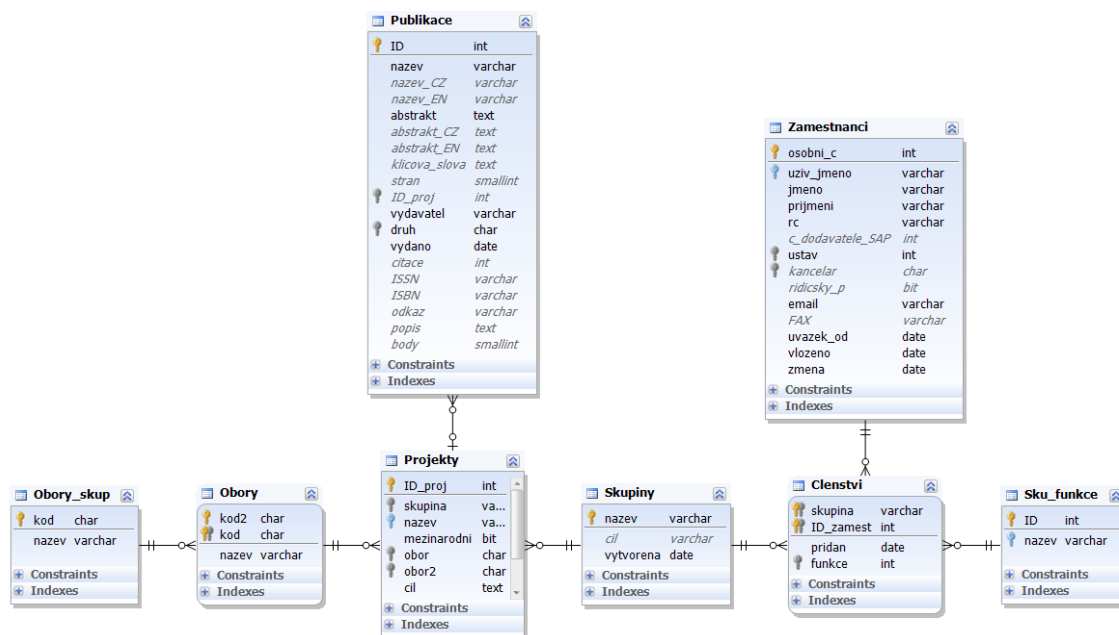 Publikace
ID int
nazev varchar
nazev_CZ varchar
nazev_EN varchar
abstrakt text
abstrakt_CZ text
abstrakt_EN text
klicova_slova text
stran smallint
ID_proj int
vydavatel varchar
druh char
vydano date
citace int
ISSN varchar
ISBN varchar
odkaz varchar
popis text
body smallint
Constraints
Indexes
Zamestnanci
osobni_c int
uziv_jmeno varchar
jmeno varchar
prijmeni varchar
rc varchar
c_dodavatele_SAP int
ustav int
kancelar char
ridicsky_p bit
email varchar
FAX varchar
uvazek_od date
vlozeno date
zmena date
Constraints
Indexes
Obory_skup
kod char
nazev varchar
Constraints
Indexes
Obory
kod2 char
kod char
nazev varchar
Constraints
Indexes
Projekty
ID_proj int
skupina va...
nazev va...
mezinarodni bit
obor char
obor2 char
cil text
Constraints
Indexes
Skupiny
nazev varchar
cil varchar
vytvorena date
Constraints
Indexes
Clenstvi
skupina varchar
ID_zamest int
pridan date
funkce int
Constraints
Indexes
Sku_funkce
ID int
nazev varchar
Constraints
Indexes